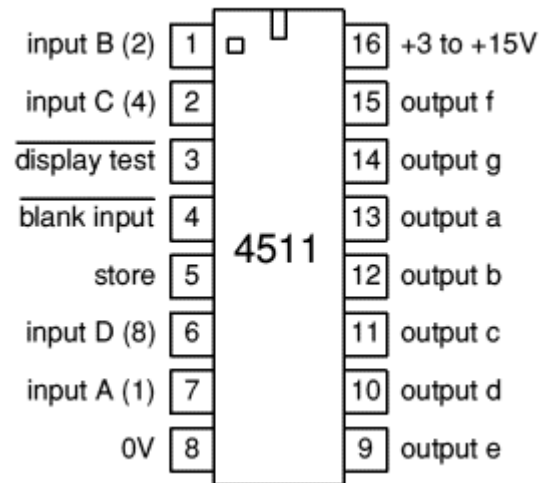 input B (2) 1 16 +3 to +15V
input C (4) 2 15 output f
display test 3 14 output g
blank input 4 13 output a
4511
store 5 12 output b
input D (8) 6 11 output c
input A (1) 7 10 output d
0V 8 9 output e